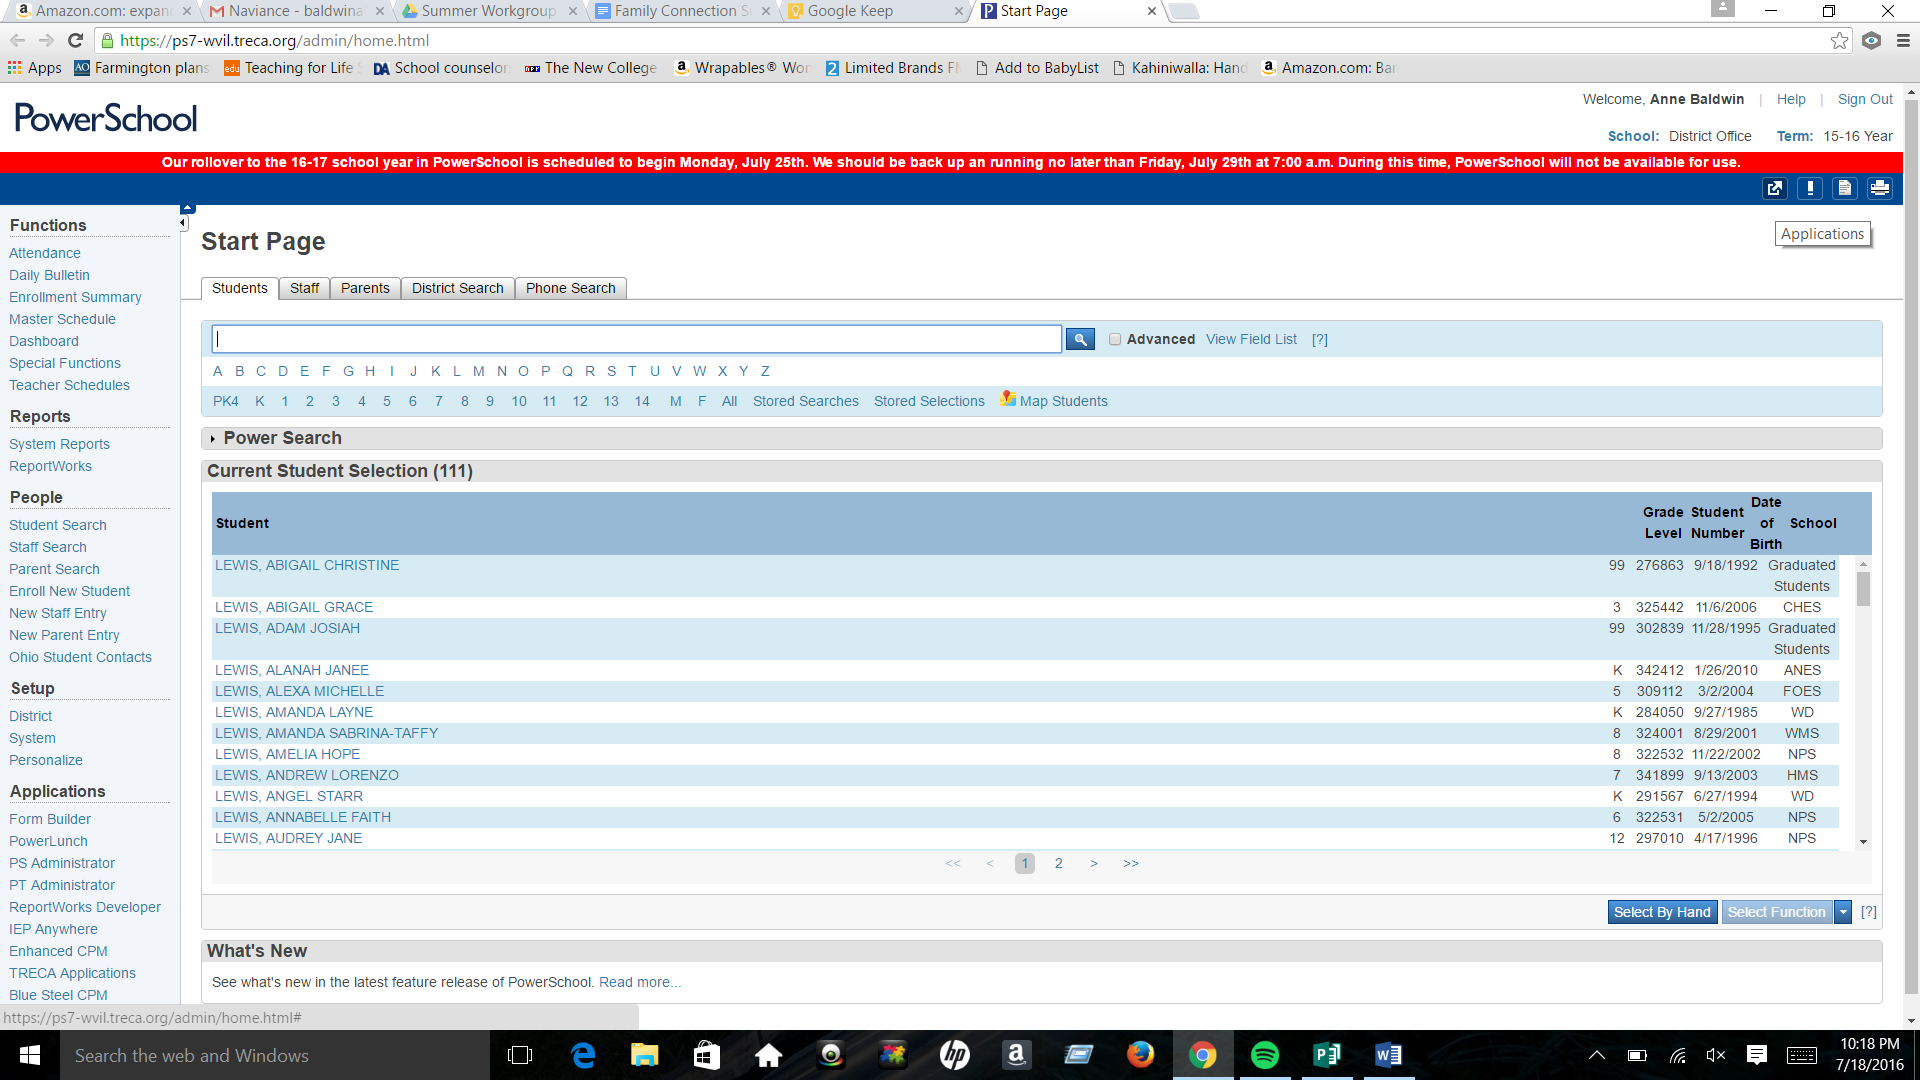 Amazon.com: expan
Naviance - baldwina
Summer Workgroup
Family Connection S
Google Keep
Start Page
https://ps7-wvil.treca.org/admin/home.html
Apps
Farmington plans
Teaching for Life
School counselor
The New College
Wrapables® Wor
Limited Brands F
Add to BabyList
Kahiniwalla: Hand
Amazon.com: Bar
PowerSchool
Welcome, Anne Baldwin | Help | Sign Out
School: District Office Term: 15-16 Year
Our rollover to the 16-17 school year in PowerSchool is scheduled to begin Monday, July 25th. We should be back up an running no later than Friday, July 29th at 7:00 a.m. During this time, PowerSchool will not be available for use.
Functions
Attendance
Daily Bulletin
Enrollment Summary
Master Schedule
Dashboard
Special Functions
Teacher Schedules
Reports
System Reports
ReportWorks
People
Student Search
Staff Search
Parent Search
Enroll New Student
New Staff Entry
New Parent Entry
Ohio Student Contacts
Setup
District
System
Personalize
Applications
Form Builder
PowerLunch
PS Administrator
PT Administrator
ReportWorks Developer
IEP Anywhere
Enhanced CPM
TRECA Applications
Blue Steel CPM
Start Page
Applications
Students Staff Parents District Search Phone Search
Advanced View Field List [?]
A B C D E F G H I J K L M N O P Q R S T U V W X Y Z
PK4 K 1 2 3 4 5 6 7 8 9 10 11 12 13 14 M F All Stored Searches Stored Selections Map Students
Power Search
Current Student Selection (111)
Student Grade Level Student Number Date of Birth School
LEWIS, ABIGAIL CHRISTINE 99 276863 9/18/1992 Graduated Students
LEWIS, ABIGAIL GRACE 3 325442 11/6/2006 CHES
LEWIS, ADAM JOSIAH 99 302839 11/28/1995 Graduated Students
LEWIS, ALANAH JANEE K 342412 1/26/2010 ANES
LEWIS, ALEXA MICHELLE 5 309112 3/2/2004 FOES
LEWIS, AMANDA LAYNE K 284050 9/27/1985 WD
LEWIS, AMANDA SABRINA-TAFFY 8 324001 8/29/2001 WMS
LEWIS, AMELIA HOPE 8 322532 11/22/2002 NPS
LEWIS, ANDREW LORENZO 7 341899 9/13/2003 HMS
LEWIS, ANGEL STARR K 291567 6/27/1994 WD
LEWIS, ANNABELLE FAITH 6 322531 5/2/2005 NPS
LEWIS, AUDREY JANE 12 297010 4/17/1996 NPS
<< < 1 2 > >>
Select By Hand Select Function [?]
What's New
See what's new in the latest feature release of PowerSchool. Read more...
https://ps7-wvil.treca.org/admin/home.html#
Search the web and Windows
10:18 PM
7/18/2016